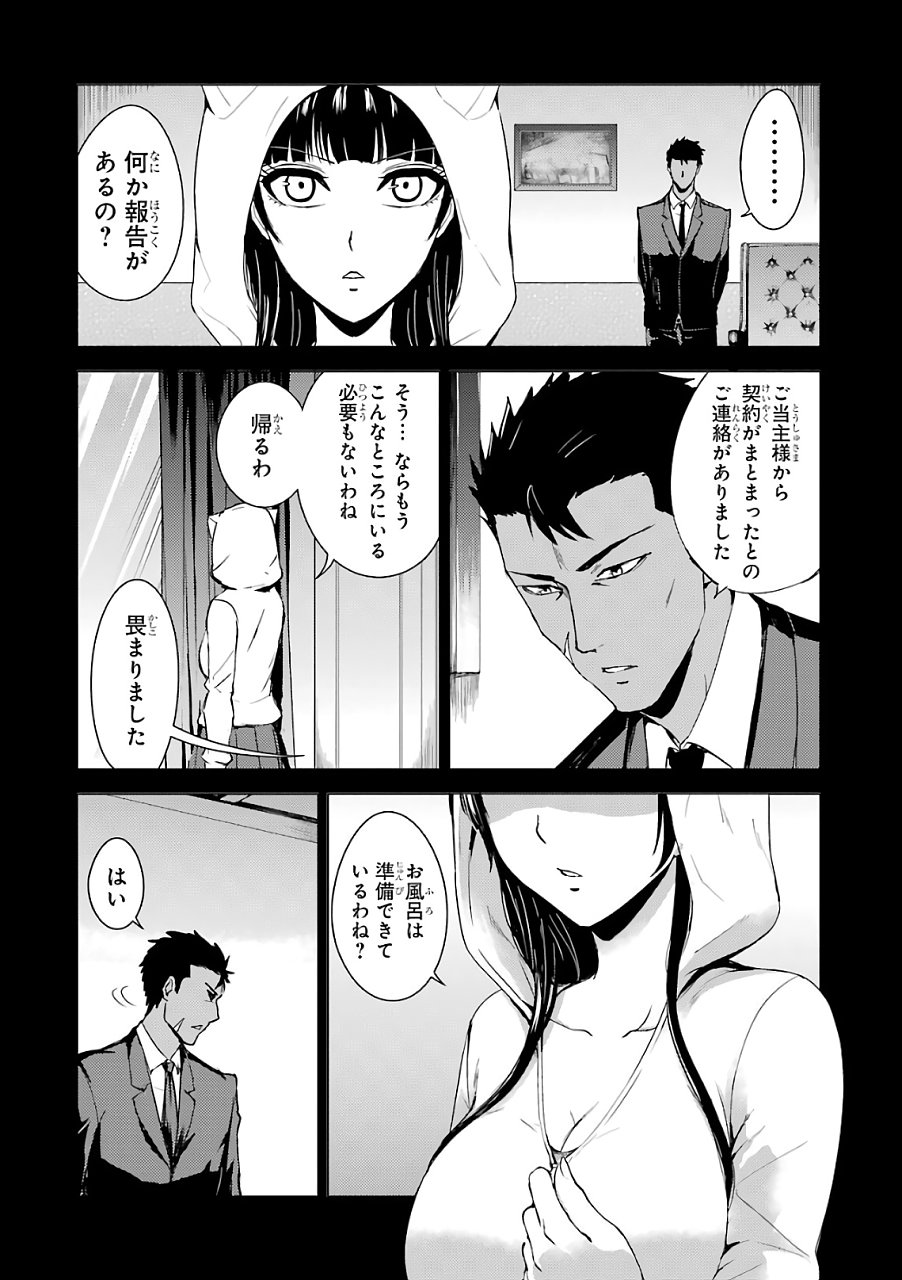 ………
何か報告が
あるの?
ご当主様から
契約がまとまったとの
ご連絡がありました
そう…ならもう
こんなところにいる
必要もないわね
帰るわ
畏まりました
お風呂は
準備できて
いるわね?
はい